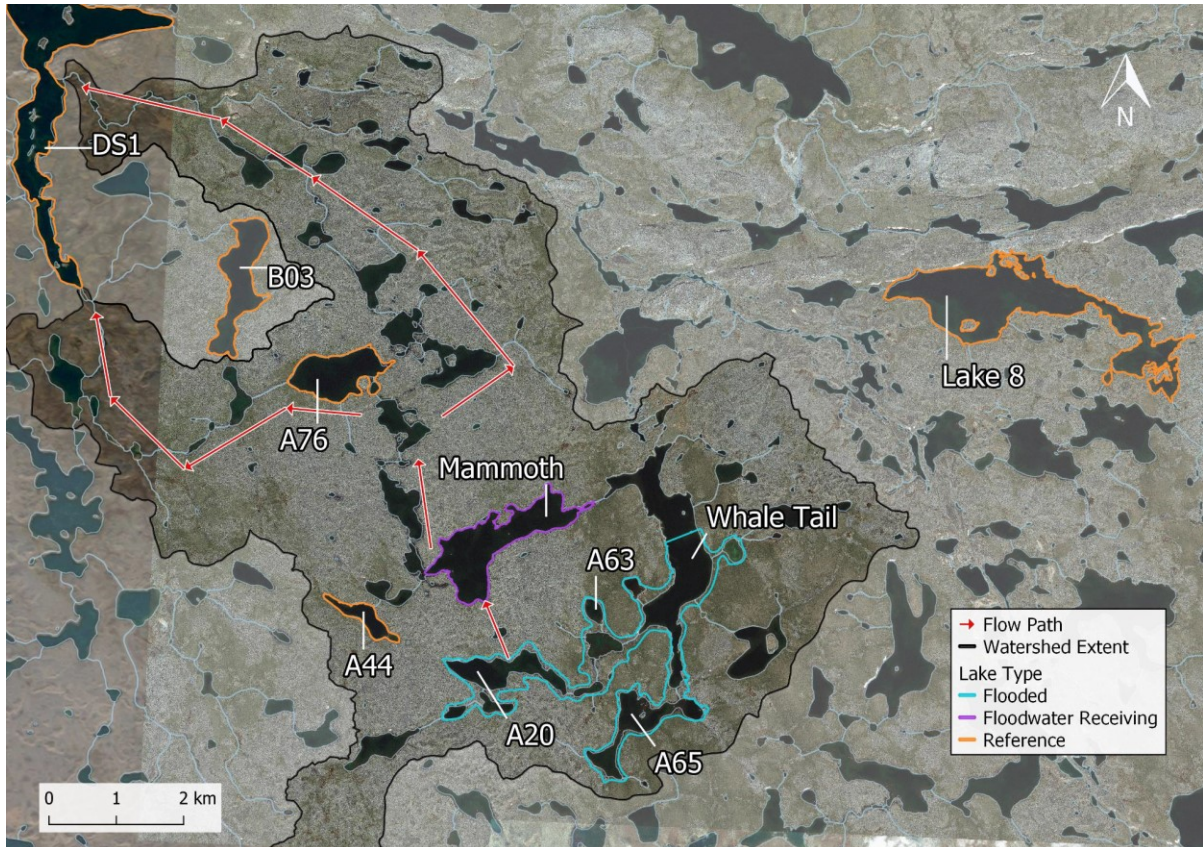 N
DS1
B03
Lake 8
A76
Mammoth
Whale Tail
A63
A44
A20
A65
Flow Path
Watershed Extent
Lake Type
Flooded
Floodwater Receiving
Reference
0 1 2 km